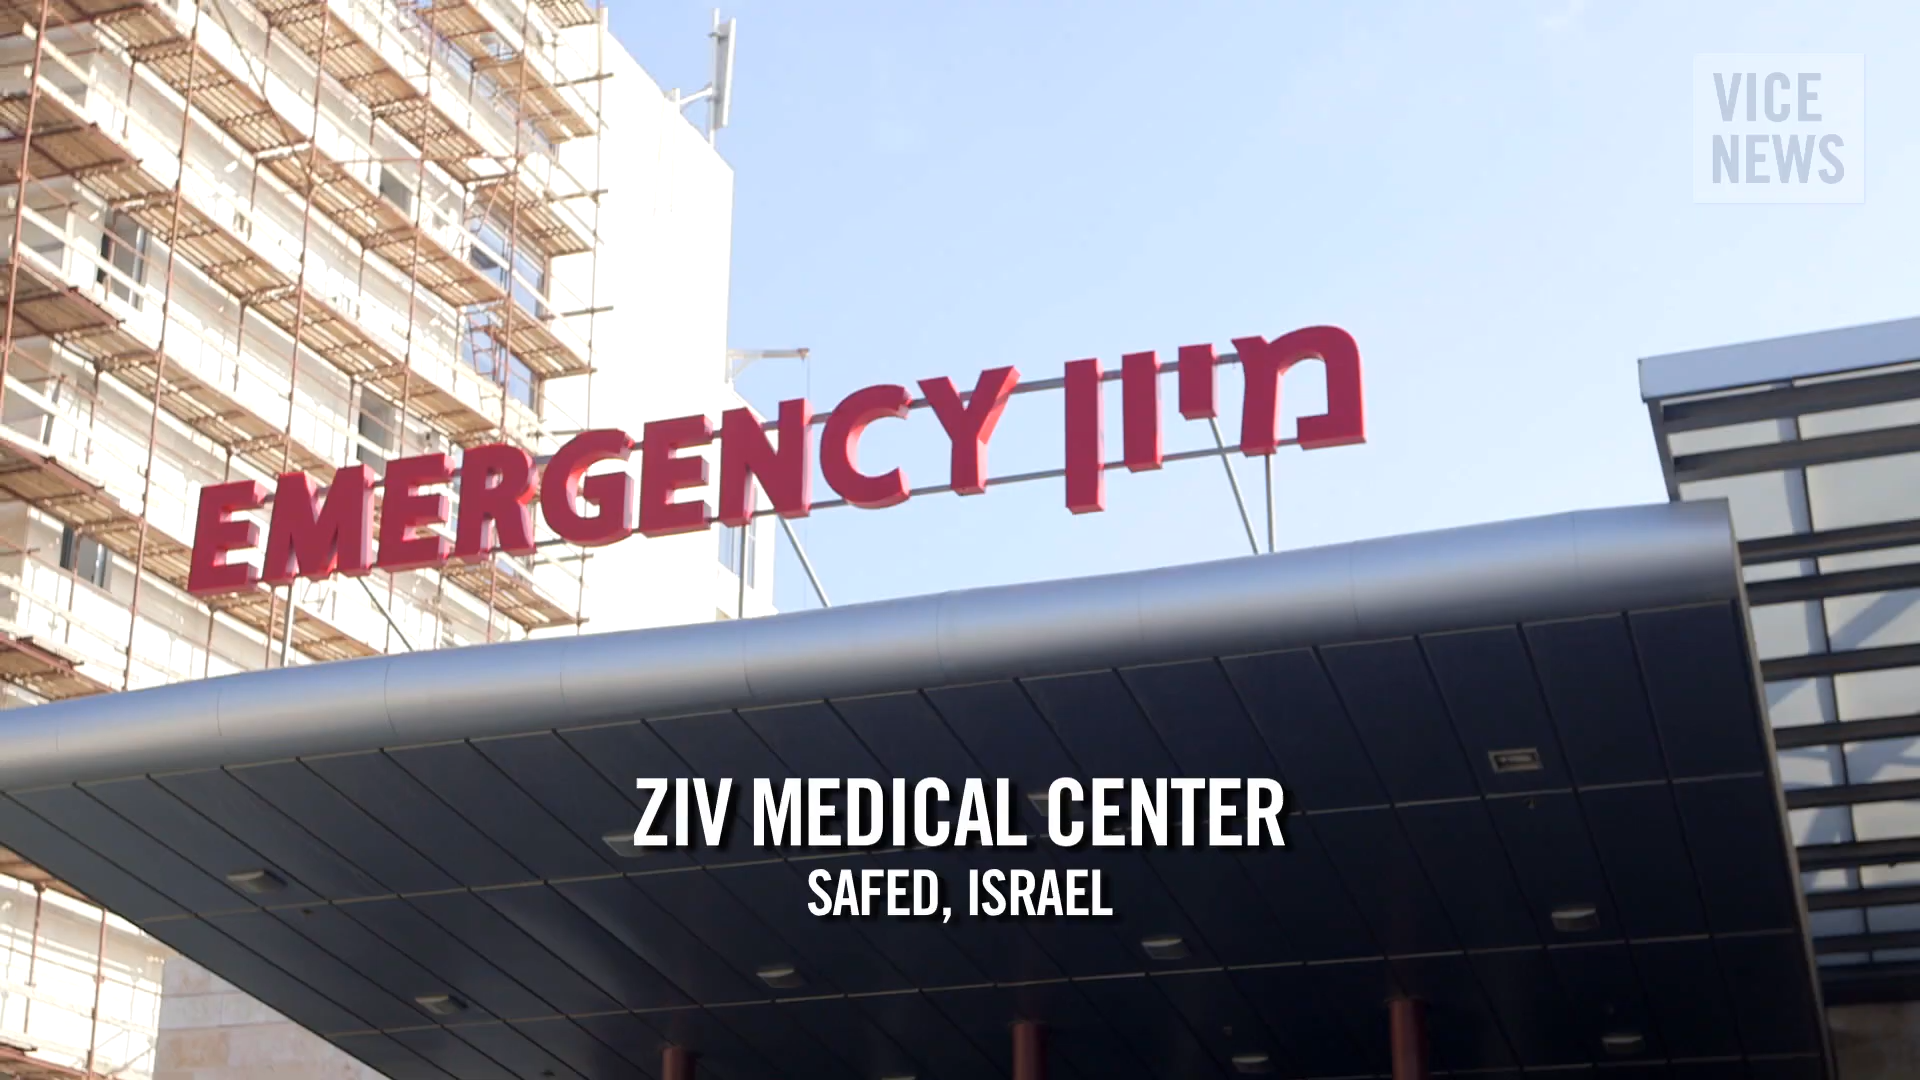 VICE
NEWS
EMERGENCY מיון
ZIV MEDICAL CENTER
SAFED, ISRAEL